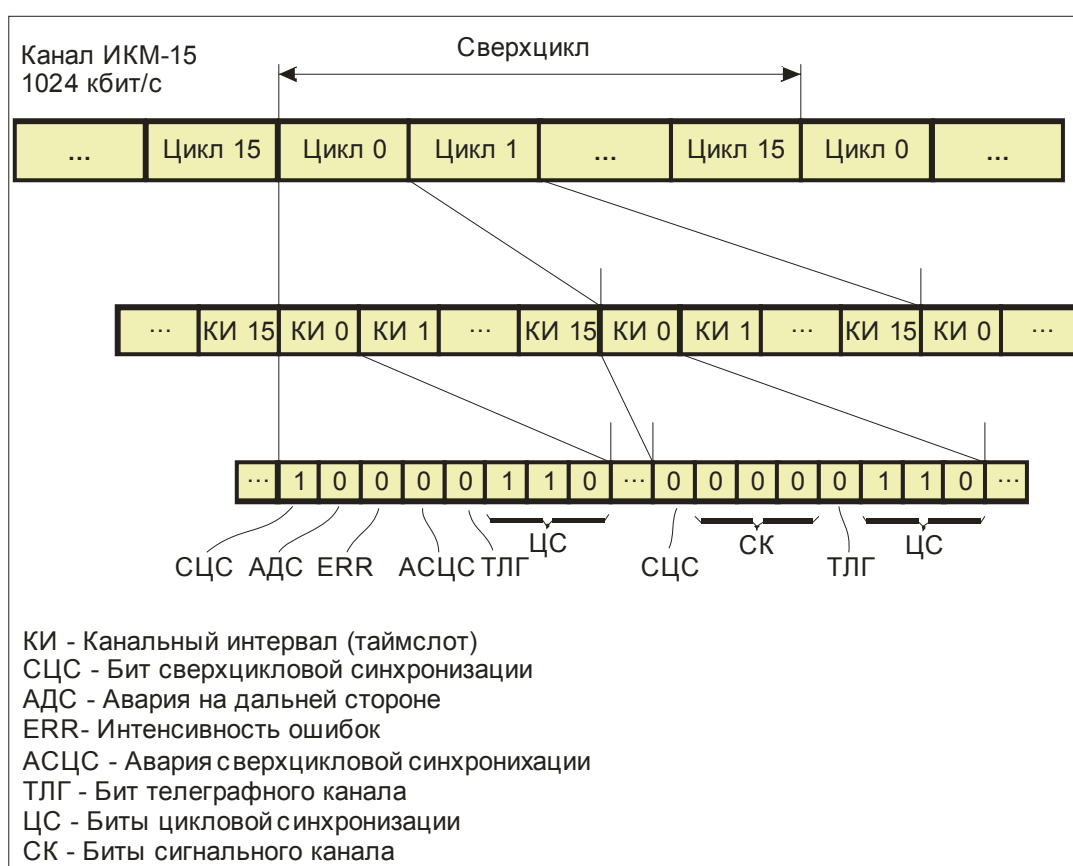 Канал ИКМ-15
1024 кбит/с
Сверхцикл
... Цикл 15 Цикл 0 Цикл 1 ... Цикл 15 Цикл 0 ...
... КИ 15 КИ 0 КИ 1 ... КИ 15 КИ 0 КИ 1 ... КИ 15 КИ 0 ...
... 1 0 0 0 0 1 1 0 ... 0 0 0 0 0 1 1 0 ...
СЦС АДС ERR АСЦС ТЛГ ЦС СЦС СК ТЛГ ЦС
КИ - Канальный интервал (таймслот)
СЦС - Бит сверхцикловой синхронизации
АДС - Авария на дальней стороне
ERR- Интенсивность ошибок
АСЦС - Авария сверхцикловой синхронихации
ТЛГ - Бит телеграфного канала
ЦС - Биты цикловой синхронизации
СК - Биты сигнального канала